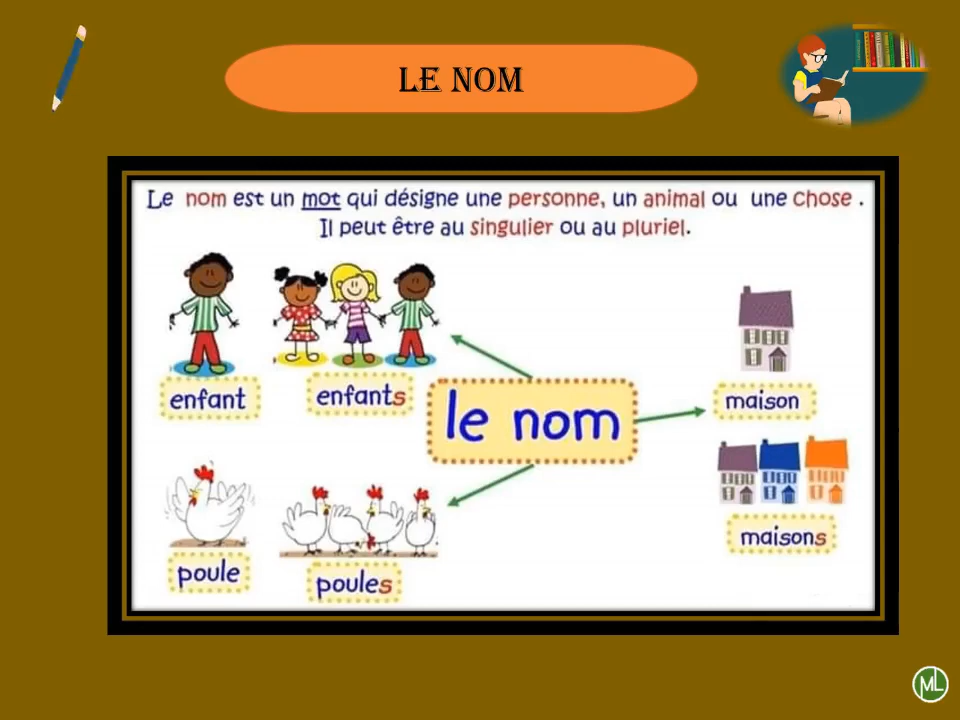 LE NOM
Le nom est un mot qui désigne une personne, un animal ou une chose .
Il peut être au singulier ou au pluriel.
enfant
enfants
le nom
maison
maisons
poule
poules
ML